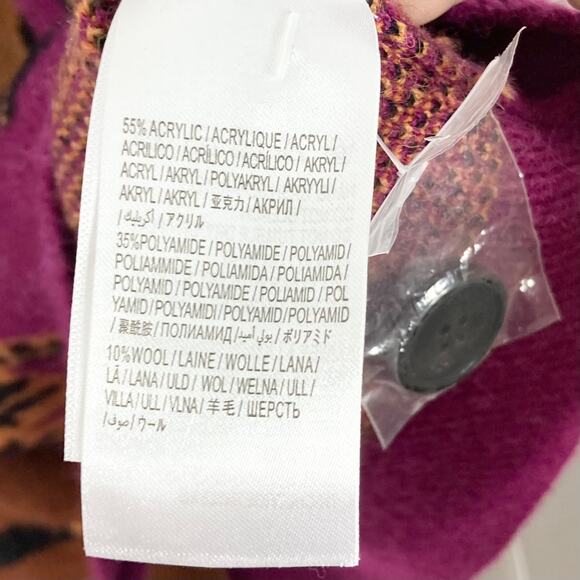 55% ACRYLIC / ACRYLIQUE / ACRYL /
ACRILICO / ACRÍLICO / ACRÍLICO / AKRYL /
ACRYL / AKRYL / POLYAKRYL / AKRYYLI /
AKRYL / AKRYL / 亚克力 / АКРИЛ /
/ أكريليك / アクリル
35%POLYAMIDE / POLYAMIDE / POLYAMID /
POLIAMMIDE / POLIAMIDA / POLIAMIDA /
POLYAMID / POLYAMIDE / POLIAMID / POL
YAMID / POLYAMIDI / POLYAMID / POLYAMID
/ 聚酰胺 / ПОЛИАМИД / بولي أميد / ポリアミド
10%WOOL / LAINE / WOLLE / LANA /
LÃ / LANA / ULD / WOL / WEŁNA / ULL /
VILLA / ULL / VLNA / 羊毛 / ШЕРСТЬ
/ صوف / ウール /